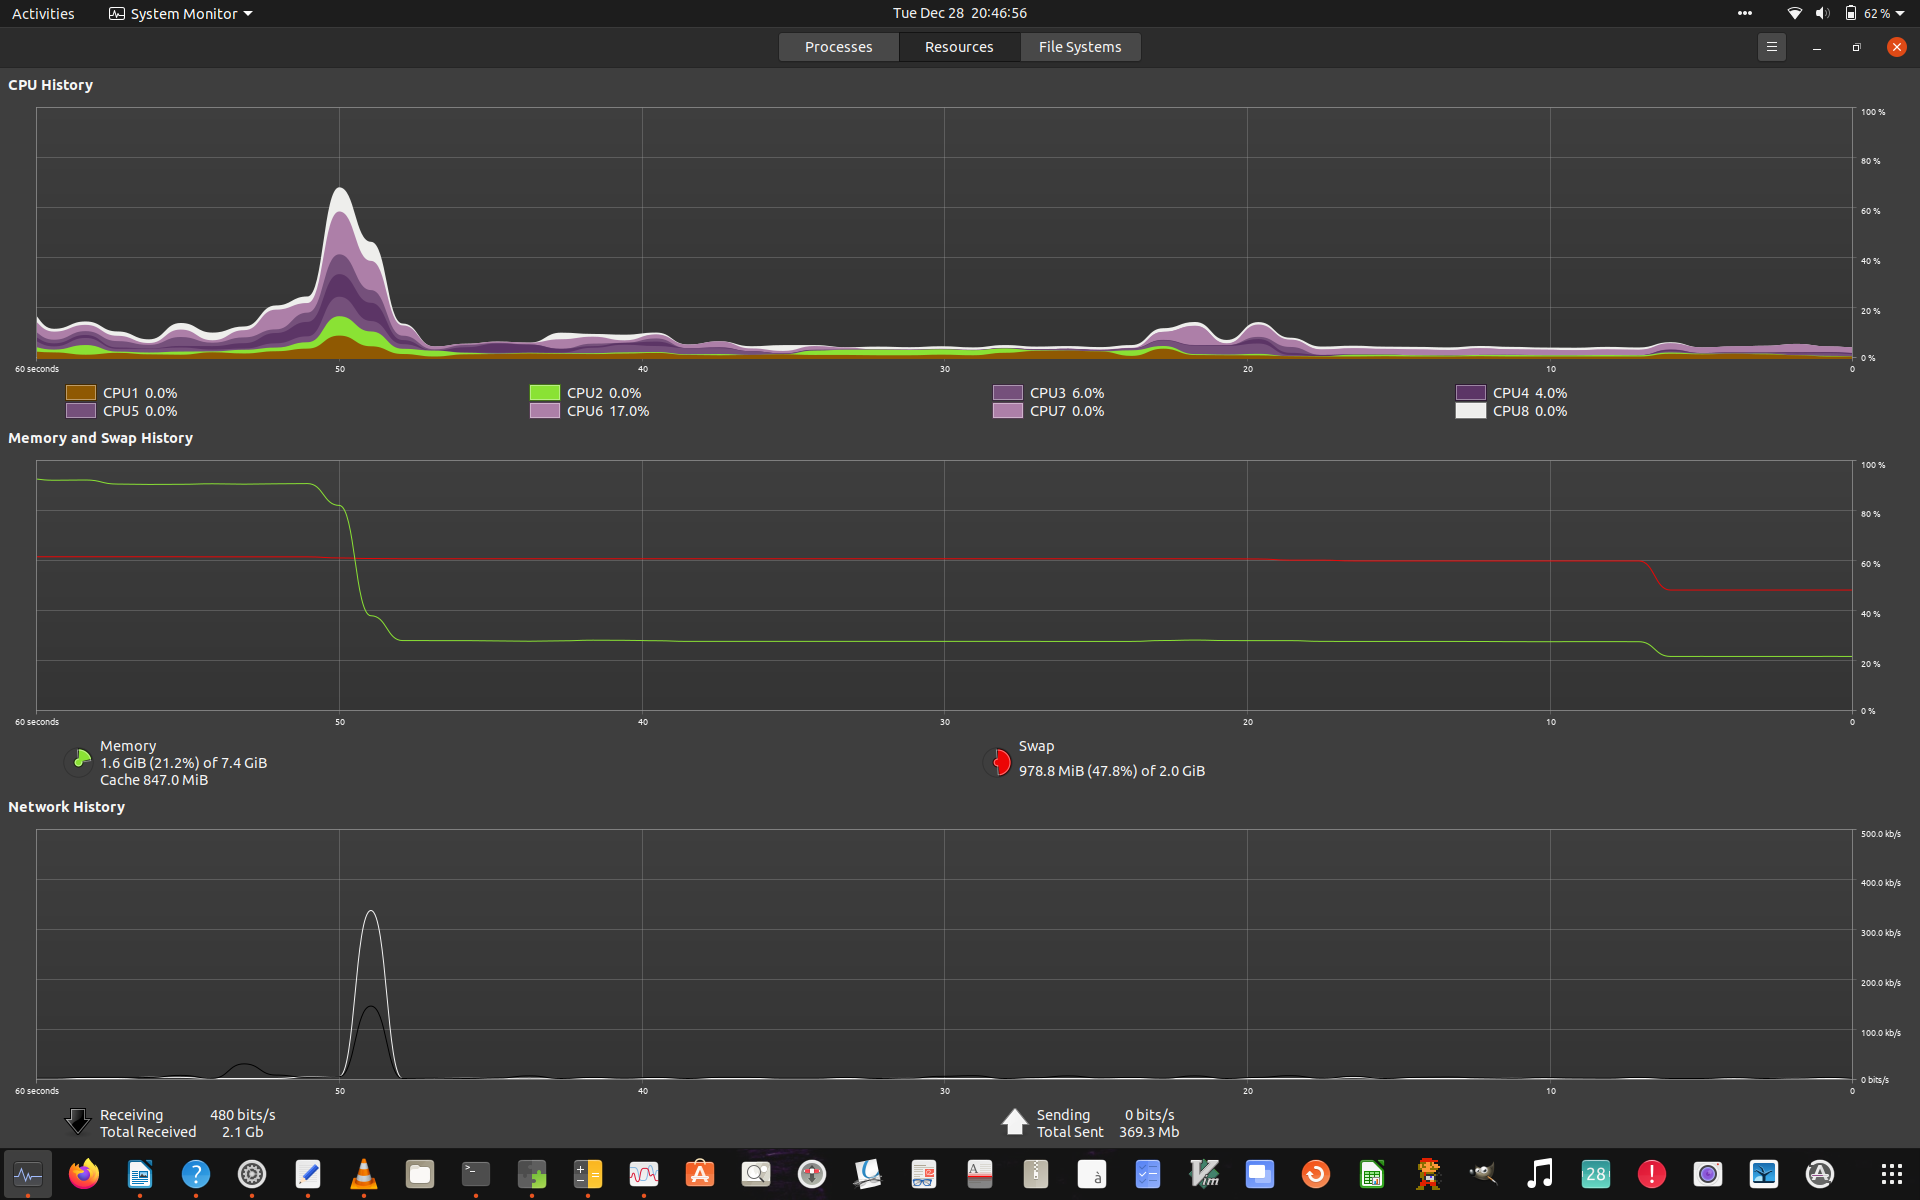 Activities System Monitor Tue Dec 28 20:46:56 62 %
Processes Resources File Systems
CPU History
100 %
80 %
60 %
40 %
20 %
0 %
60 seconds 50 40 30 20 10 0
CPU1 0.0% CPU2 0.0% CPU3 6.0% CPU4 4.0%
CPU5 0.0% CPU6 17.0% CPU7 0.0% CPU8 0.0%
Memory and Swap History
100 %
80 %
60 %
40 %
20 %
0 %
60 seconds 50 40 30 20 10 0
Memory
1.6 GiB (21.2%) of 7.4 GiB
Cache 847.0 MiB
Swap
978.8 MiB (47.8%) of 2.0 GiB
Network History
500.0 kb/s
400.0 kb/s
300.0 kb/s
200.0 kb/s
100.0 kb/s
0 bits/s
60 seconds 50 40 30 20 10 0
Receiving 480 bits/s
Total Received 2.1 Gb
Sending 0 bits/s
Total Sent 369.3 Mb
? >_ A à Vim 28 !